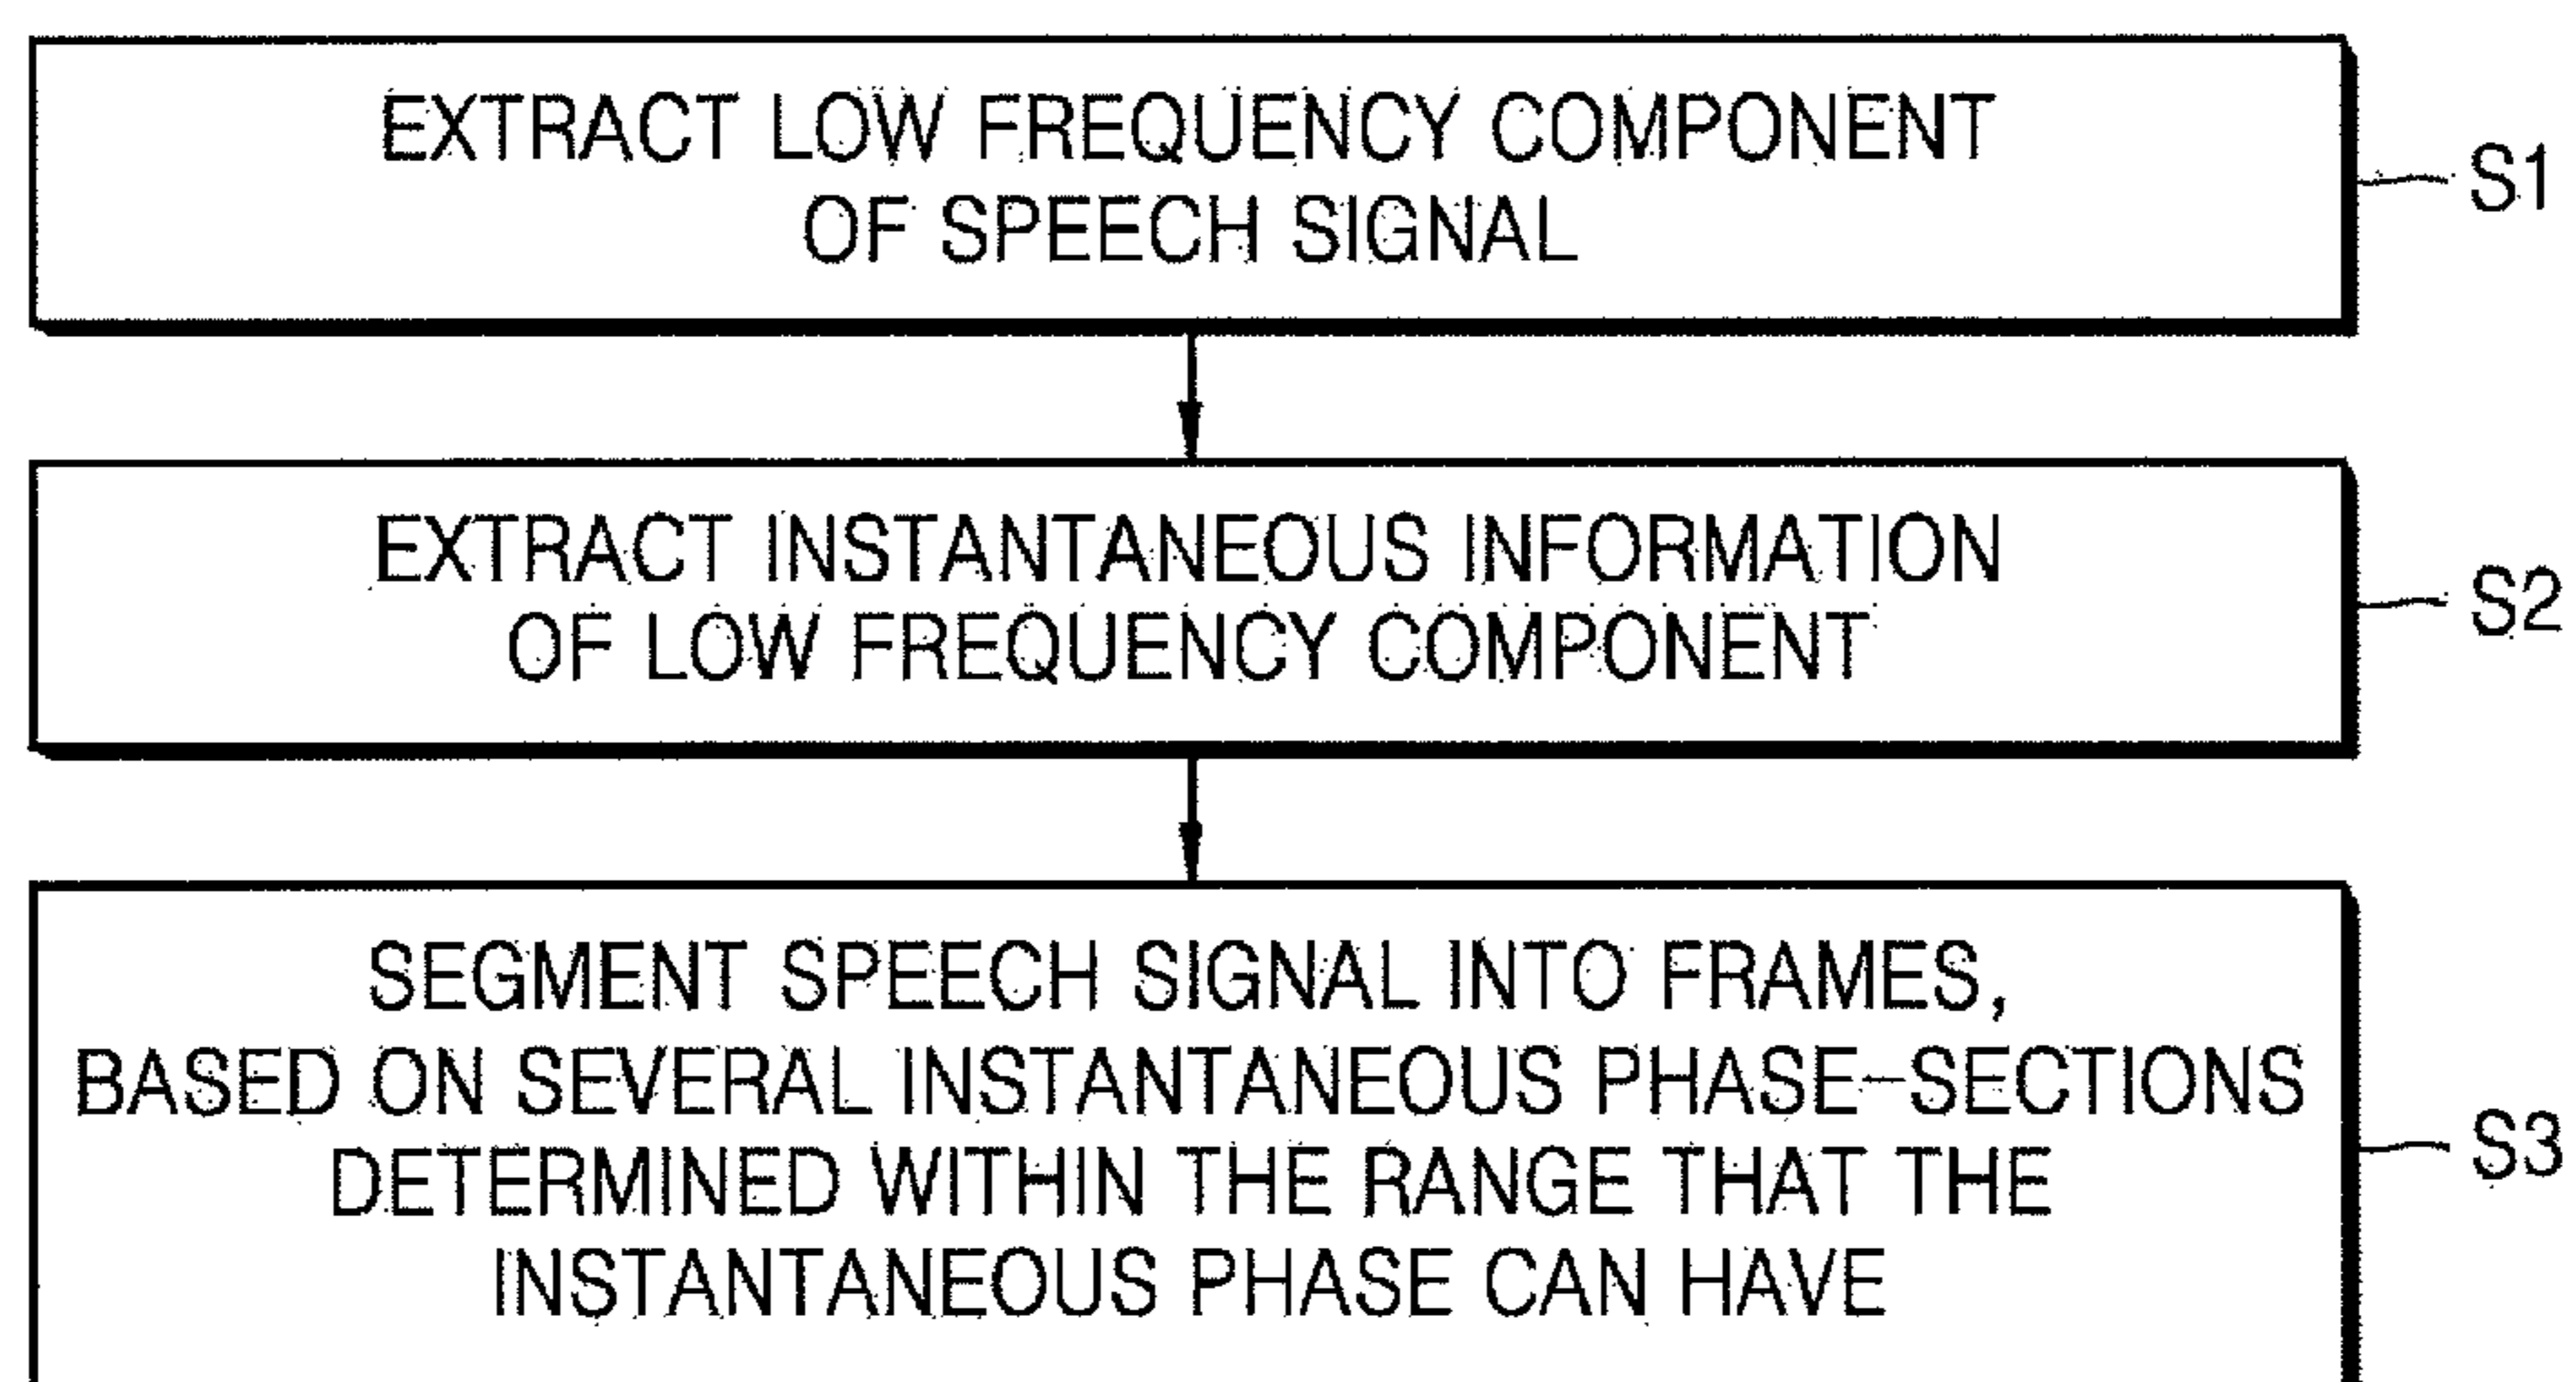 EXTRACT LOW FREQUENCY COMPONENT
OF SPEECH SIGNAL
S1
EXTRACT INSTANTANEOUS INFORMATION
OF LOW FREQUENCY COMPONENT
S2
SEGMENT SPEECH SIGNAL INTO FRAMES,
BASED ON SEVERAL INSTANTANEOUS PHASE-SECTIONS
DETERMINED WITHIN THE RANGE THAT THE
INSTANTANEOUS PHASE CAN HAVE
S3